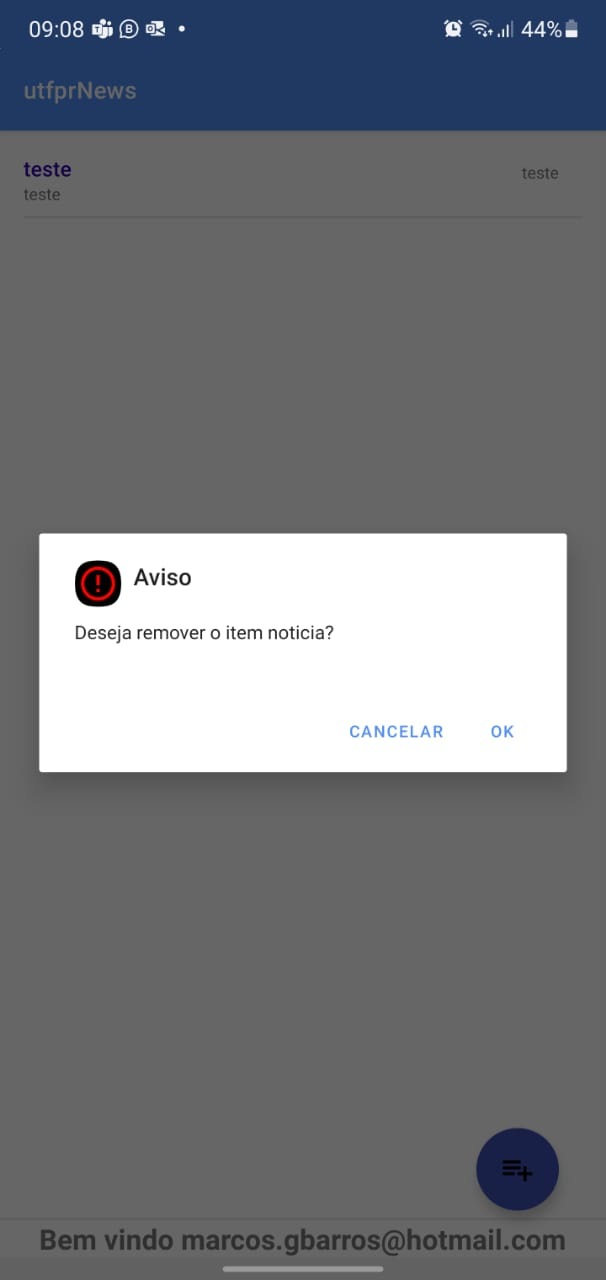 09:08 44%
utfprNews
teste teste
teste
Aviso
Deseja remover o item noticia?
CANCELAR OK
Bem vindo marcos.gbarros@hotmail.com